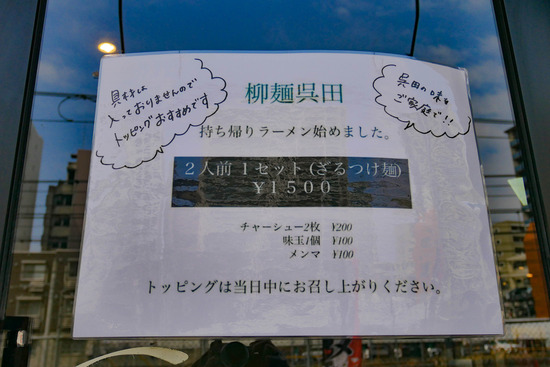 具材は
入っておりませんので
トッピングおすすめです
呉田の味を
ご家庭で!!
柳麺呉田
持ち帰りラーメン始めました。
2人前1セット(ざるつけ麺)
¥1500
チャーシュー2枚 ¥200
味玉1個 ¥100
メンマ ¥100
トッピングは当日中にお召し上がりください。